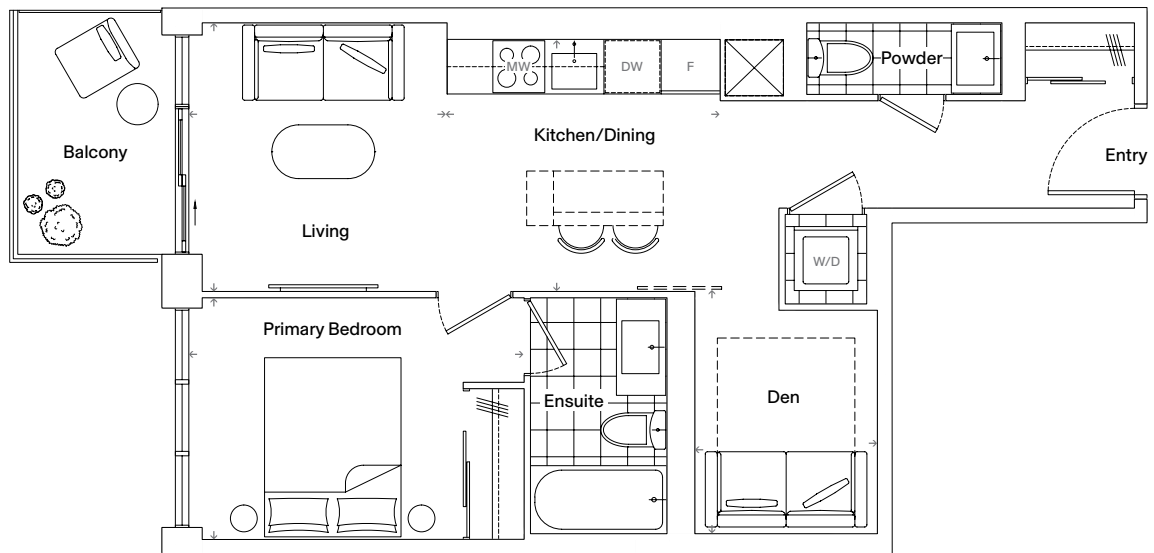 MW
DW
F
Powder
Balcony
Kitchen/Dining
Entry
Living
W/D
Primary Bedroom
Ensuite
Den